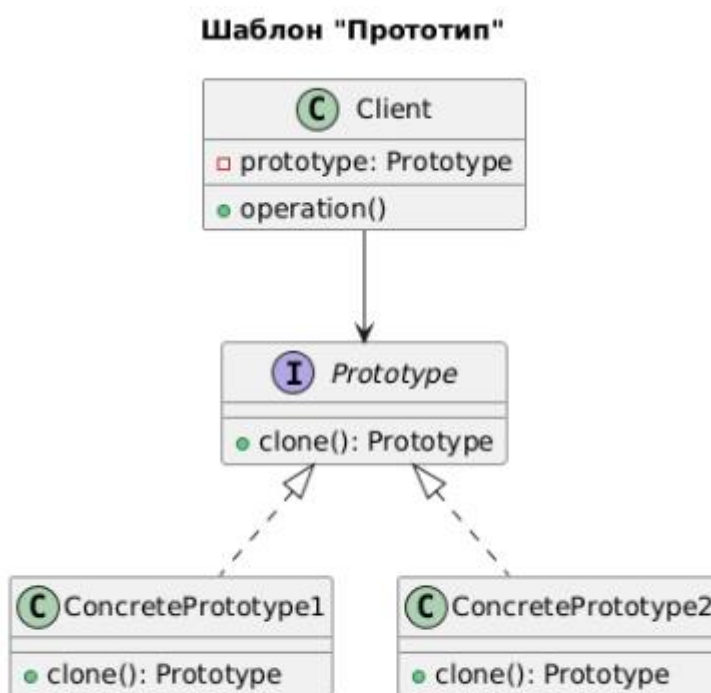 Шаблон "Прототип"
C Client
prototype: Prototype
operation()
I Prototype
clone(): Prototype
C ConcretePrototype1
clone(): Prototype
C ConcretePrototype2
clone(): Prototype